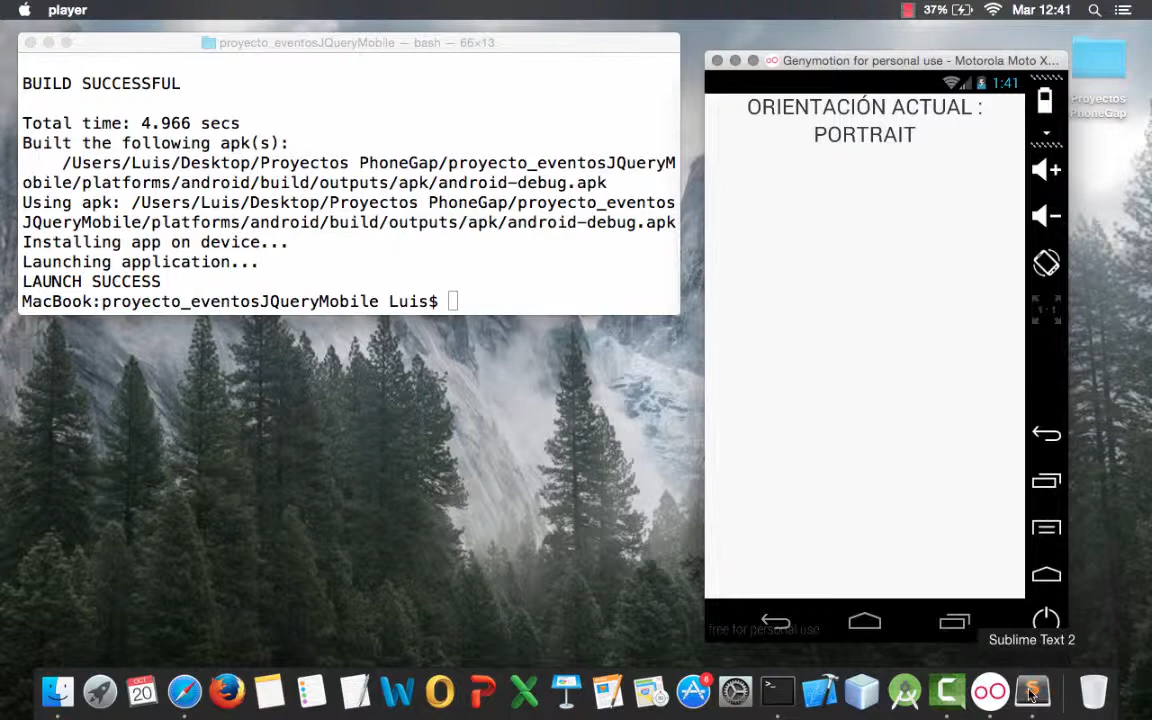 player
37%
Mar 12:41
proyecto_eventosJQueryMobile — bash — 66×13
BUILD SUCCESSFUL
Total time: 4.966 secs
Built the following apk(s):
/Users/Luis/Desktop/Proyectos PhoneGap/proyecto_eventosJQueryM
obile/platforms/android/build/outputs/apk/android-debug.apk
Using apk: /Users/Luis/Desktop/Proyectos PhoneGap/proyecto_eventos
JQueryMobile/platforms/android/build/outputs/apk/android-debug.apk
Installing app on device...
Launching application...
LAUNCH SUCCESS
MacBook:proyecto_eventosJQueryMobile Luis$
Genymotion for personal use - Motorola Moto X...
1:41
ORIENTACIÓN ACTUAL :
PORTRAIT
1·1
free for personal use
Proyectos
PhoneGap
Sublime Text 2
OCT
20
6